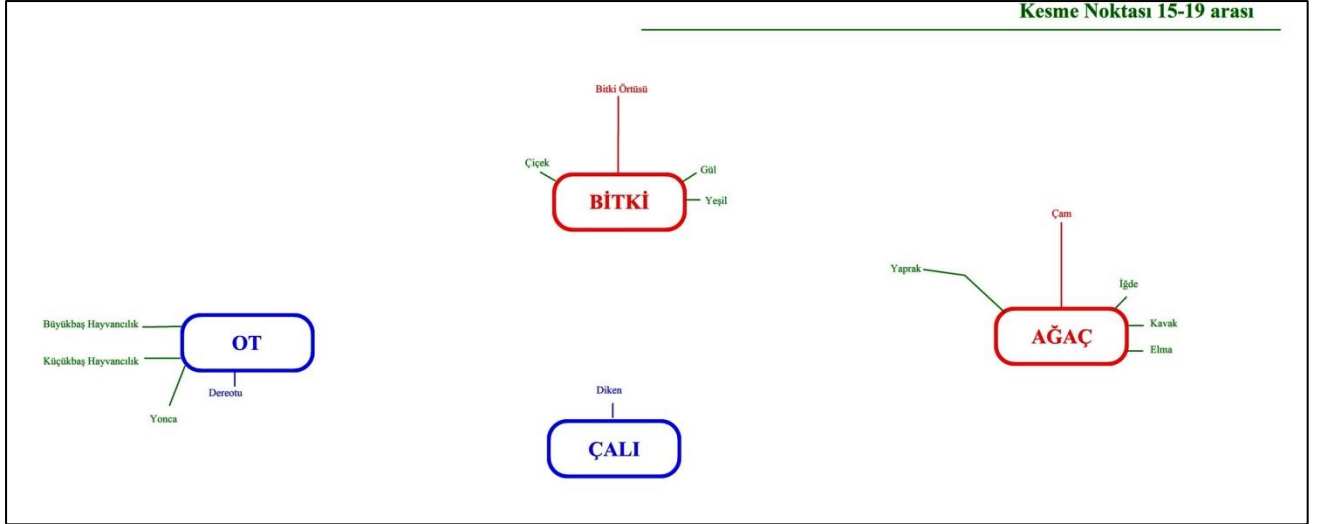 Kesme Noktası 15-19 arası
Bitki Örtüsü
Çiçek
Gül
BİTKİ
Yeşil
Çam
Yaprak
İğde
Büyükbaş Hayvancılık
OT
Kavak
AĞAÇ
Elma
Küçükbaş Hayvancılık
Dereotu
Diken
Yonca
ÇALI